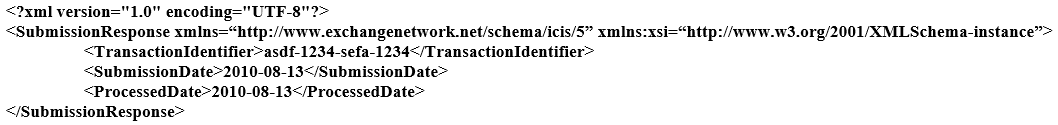 <?xml version="1.0" encoding="UTF-8"?>
<SubmissionResponse xmlns=“http://www.exchangenetwork.net/schema/icis/5” xmlns:xsi=“http://www.w3.org/2001/XMLSchema-instance”>
<TransactionIdentifier>asdf-1234-sefa-1234</TransactionIdentifier>
<SubmissionDate>2010-08-13</SubmissionDate>
<ProcessedDate>2010-08-13</ProcessedDate>
</SubmissionResponse>